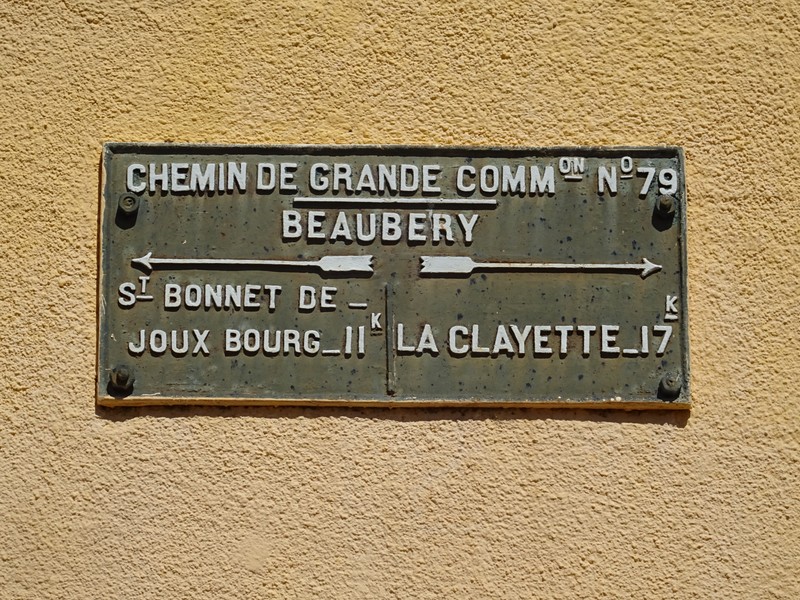 CHEMIN DE GRANDE COMMON NO 79
BEAUBERY
ST BONNET DE _
JOUX BOURG_11K
LA CLAYETTE_17K